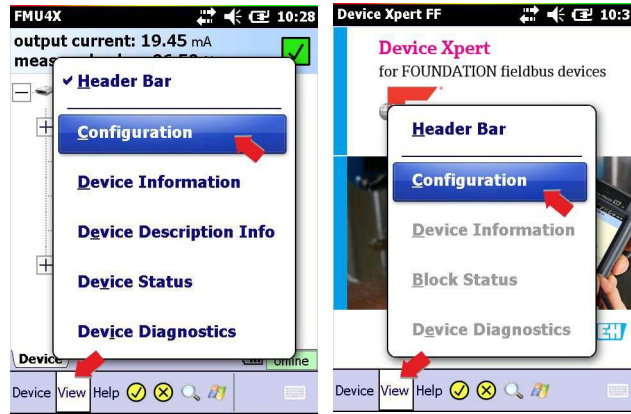 FMU4X
10:28
output current: 19.45 mA
Header Bar
Configuration
Device Information
Device Description Info
Device Status
Device Diagnostics
Device
online
Device View Help
Device Xpert FF
10:3
Device Xpert
for FOUNDATION fieldbus devices
Header Bar
Configuration
Device Information
Block Status
Device Diagnostics
EH
Device View Help